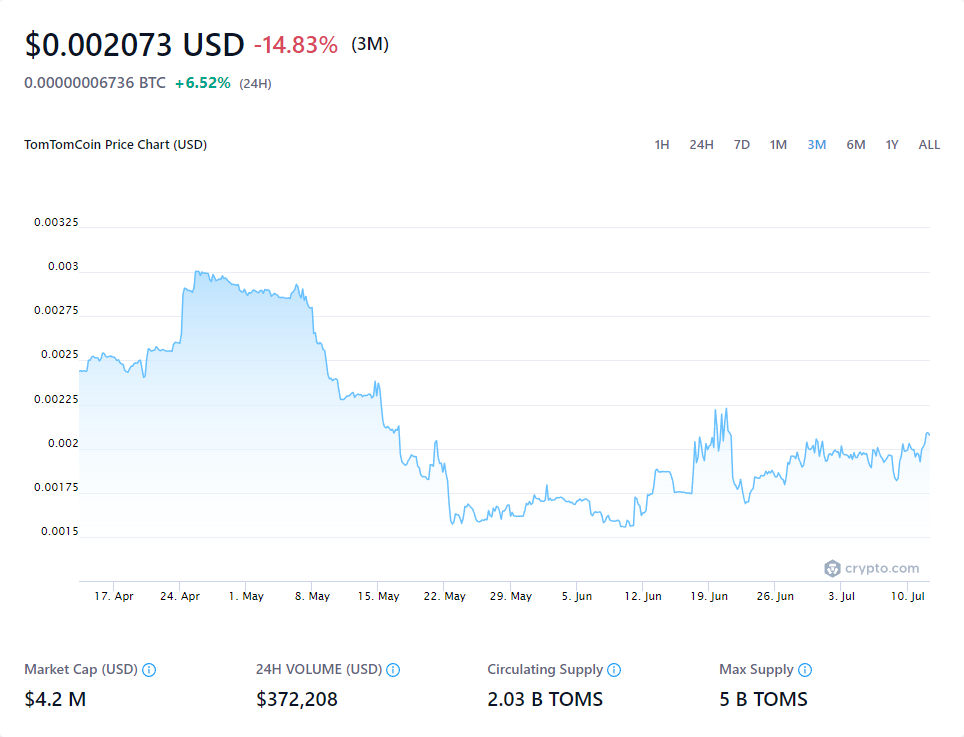 $0.002073 USD -14.83% (3M)
0.00000006736 BTC +6.52% (24H)
TomTomCoin Price Chart (USD)
1H 24H 7D 1M 3M 6M 1Y ALL
0.00325
0.003
0.00275
0.0025
0.00225
0.002
0.00175
0.0015
crypto.com
17. Apr 24. Apr 1. May 8. May 15. May 22. May 29. May 5. Jun 12. Jun 19. Jun 26. Jun 3. Jul 10. Jul
Market Cap (USD) 24H VOLUME (USD) Circulating Supply Max Supply
$4.2 M $372,208 2.03 B TOMS 5 B TOMS